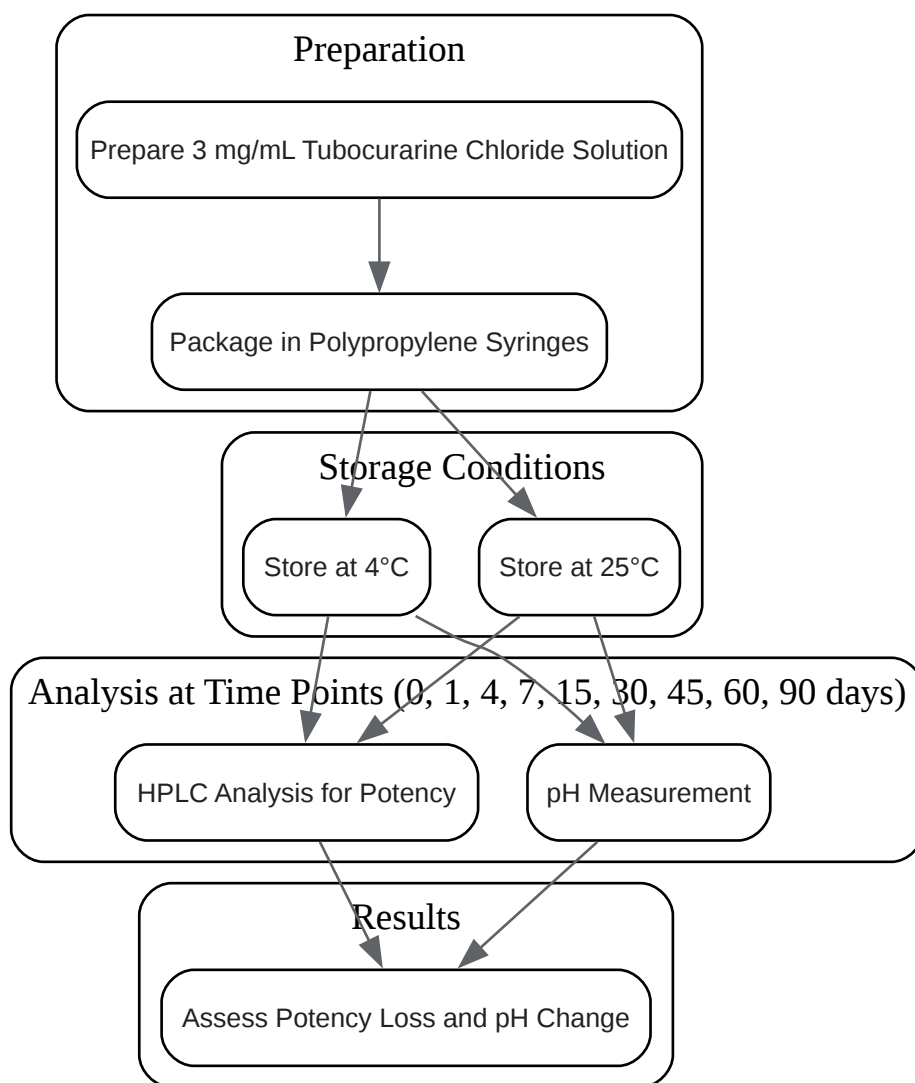 Preparation
Prepare 3 mg/mL Tubocurarine Chloride Solution
Package in Polypropylene Syringes
Storage Conditions
Store at 4°C
Store at 25°C
Analysis at Time Points (0, 1, 4, 7, 15, 30, 45, 60, 90 days)
HPLC Analysis for Potency
pH Measurement
Results
Assess Potency Loss and pH Change